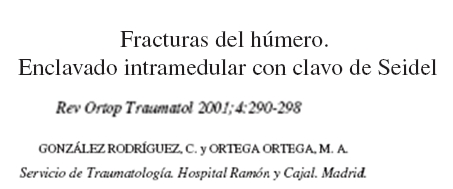 Fracturas del húmero.
Enclavado intramedular con clavo de Seidel
Rev Ortop Traumatol 2001;4:290-298
GONZÁLEZ RODRÍGUEZ, C. y ORTEGA ORTEGA, M. A.
Servicio de Traumatología. Hospital Ramón y Cajal. Madrid.